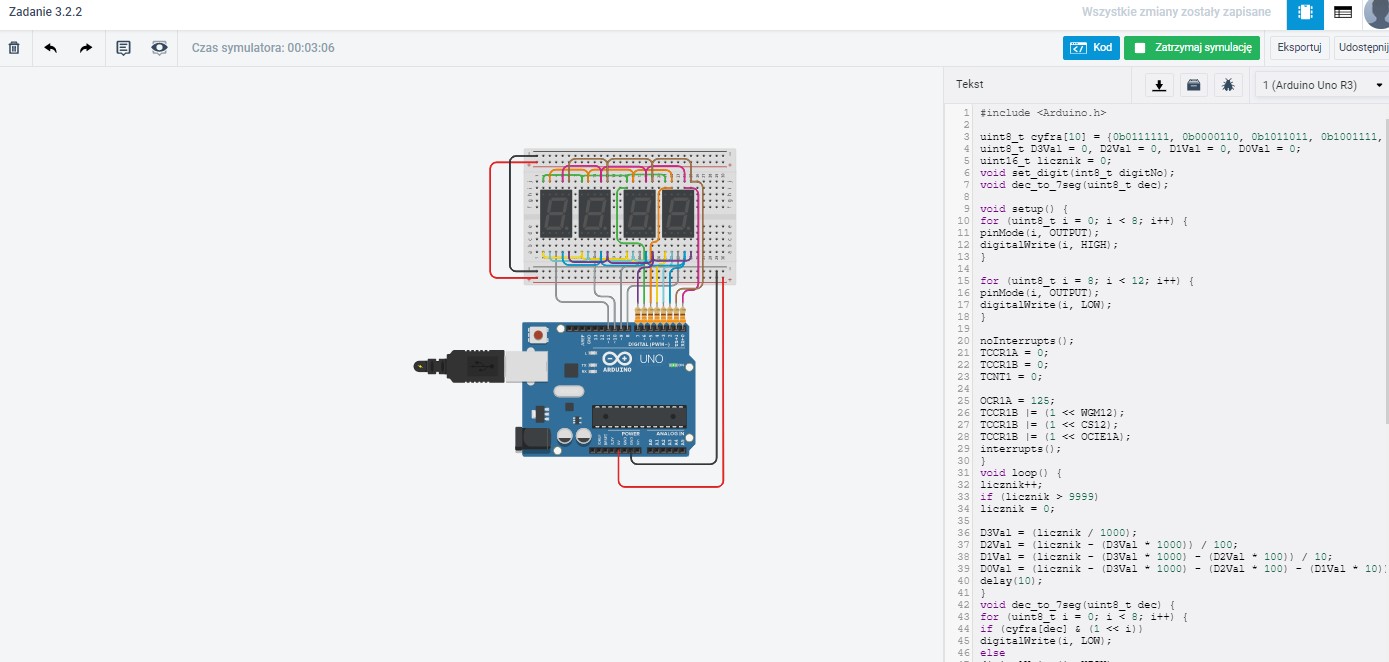 Zadanie 3.2.2
Wszystkie zmiany zostały zapisane
Czas symulatora: 00:03:06
Kod
Zatrzymaj symulację
Eksportuj
Udostępnij
Tekst
1 (Arduino Uno R3)
1 #include <Arduino.h>
2
3 uint8_t cyfra[10] = {0b0111111, 0b0000110, 0b1011011, 0b1001111,
4 uint8_t D3Val = 0, D2Val = 0, D1Val = 0, D0Val = 0;
5 uint16_t licznik = 0;
6 void set_digit(int8_t digitNo);
7 void dec_to_7seg(uint8_t dec);
8
9 void setup() {
10 for (uint8_t i = 0; i < 8; i++) {
11 pinMode(i, OUTPUT);
12 digitalWrite(i, HIGH);
13 }
14
15 for (uint8_t i = 8; i < 12; i++) {
16 pinMode(i, OUTPUT);
17 digitalWrite(i, LOW);
18 }
19
20 noInterrupts();
21 TCCR1A = 0;
22 TCCR1B = 0;
23 TCNT1 = 0;
24
25 OCR1A = 125;
26 TCCR1B |= (1 << WGM12);
27 TCCR1B |= (1 << CS12);
28 TCCR1B |= (1 << OCIE1A);
29 interrupts();
30 }
31 void loop() {
32 licznik++;
33 if (licznik > 9999)
34 licznik = 0;
35
36 D3Val = (licznik / 1000);
37 D2Val = (licznik - (D3Val * 1000)) / 100;
38 D1Val = (licznik - (D3Val * 1000) - (D2Val * 100)) / 10;
39 D0Val = (licznik - (D3Val * 1000) - (D2Val * 100) - (D1Val * 10)
40 delay(10);
41 }
42 void dec_to_7seg(uint8_t dec) {
43 for (uint8_t i = 0; i < 8; i++) {
44 if (cyfra[dec] & (1 << i))
45 digitalWrite(i, LOW);
46 else
DIGITAL (PWM~)
UNO
ARDUINO
POWER
ANALOG IN